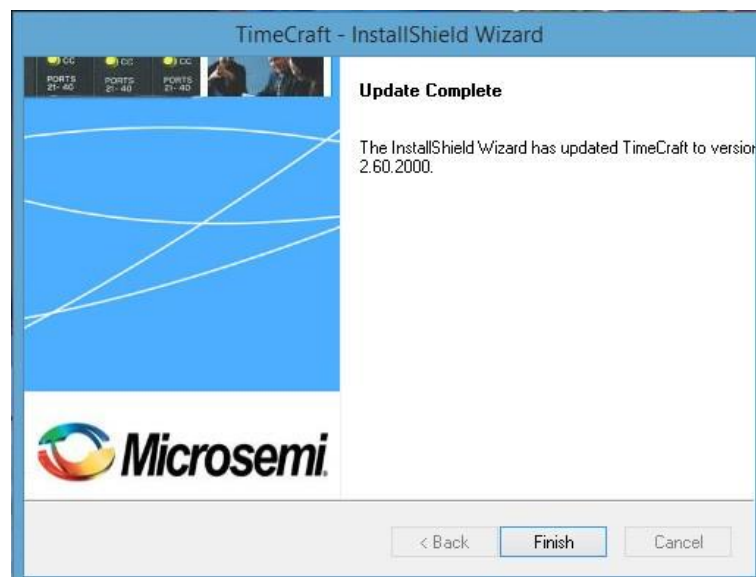 TimeCraft - InstallShield Wizard
CC CC CC
PORTS PORTS PORTS
21-40 21-40 21-40
Update Complete
The InstallShield Wizard has updated TimeCraft to version
2.60.2000.
Microsemi.
< Back Finish Cancel